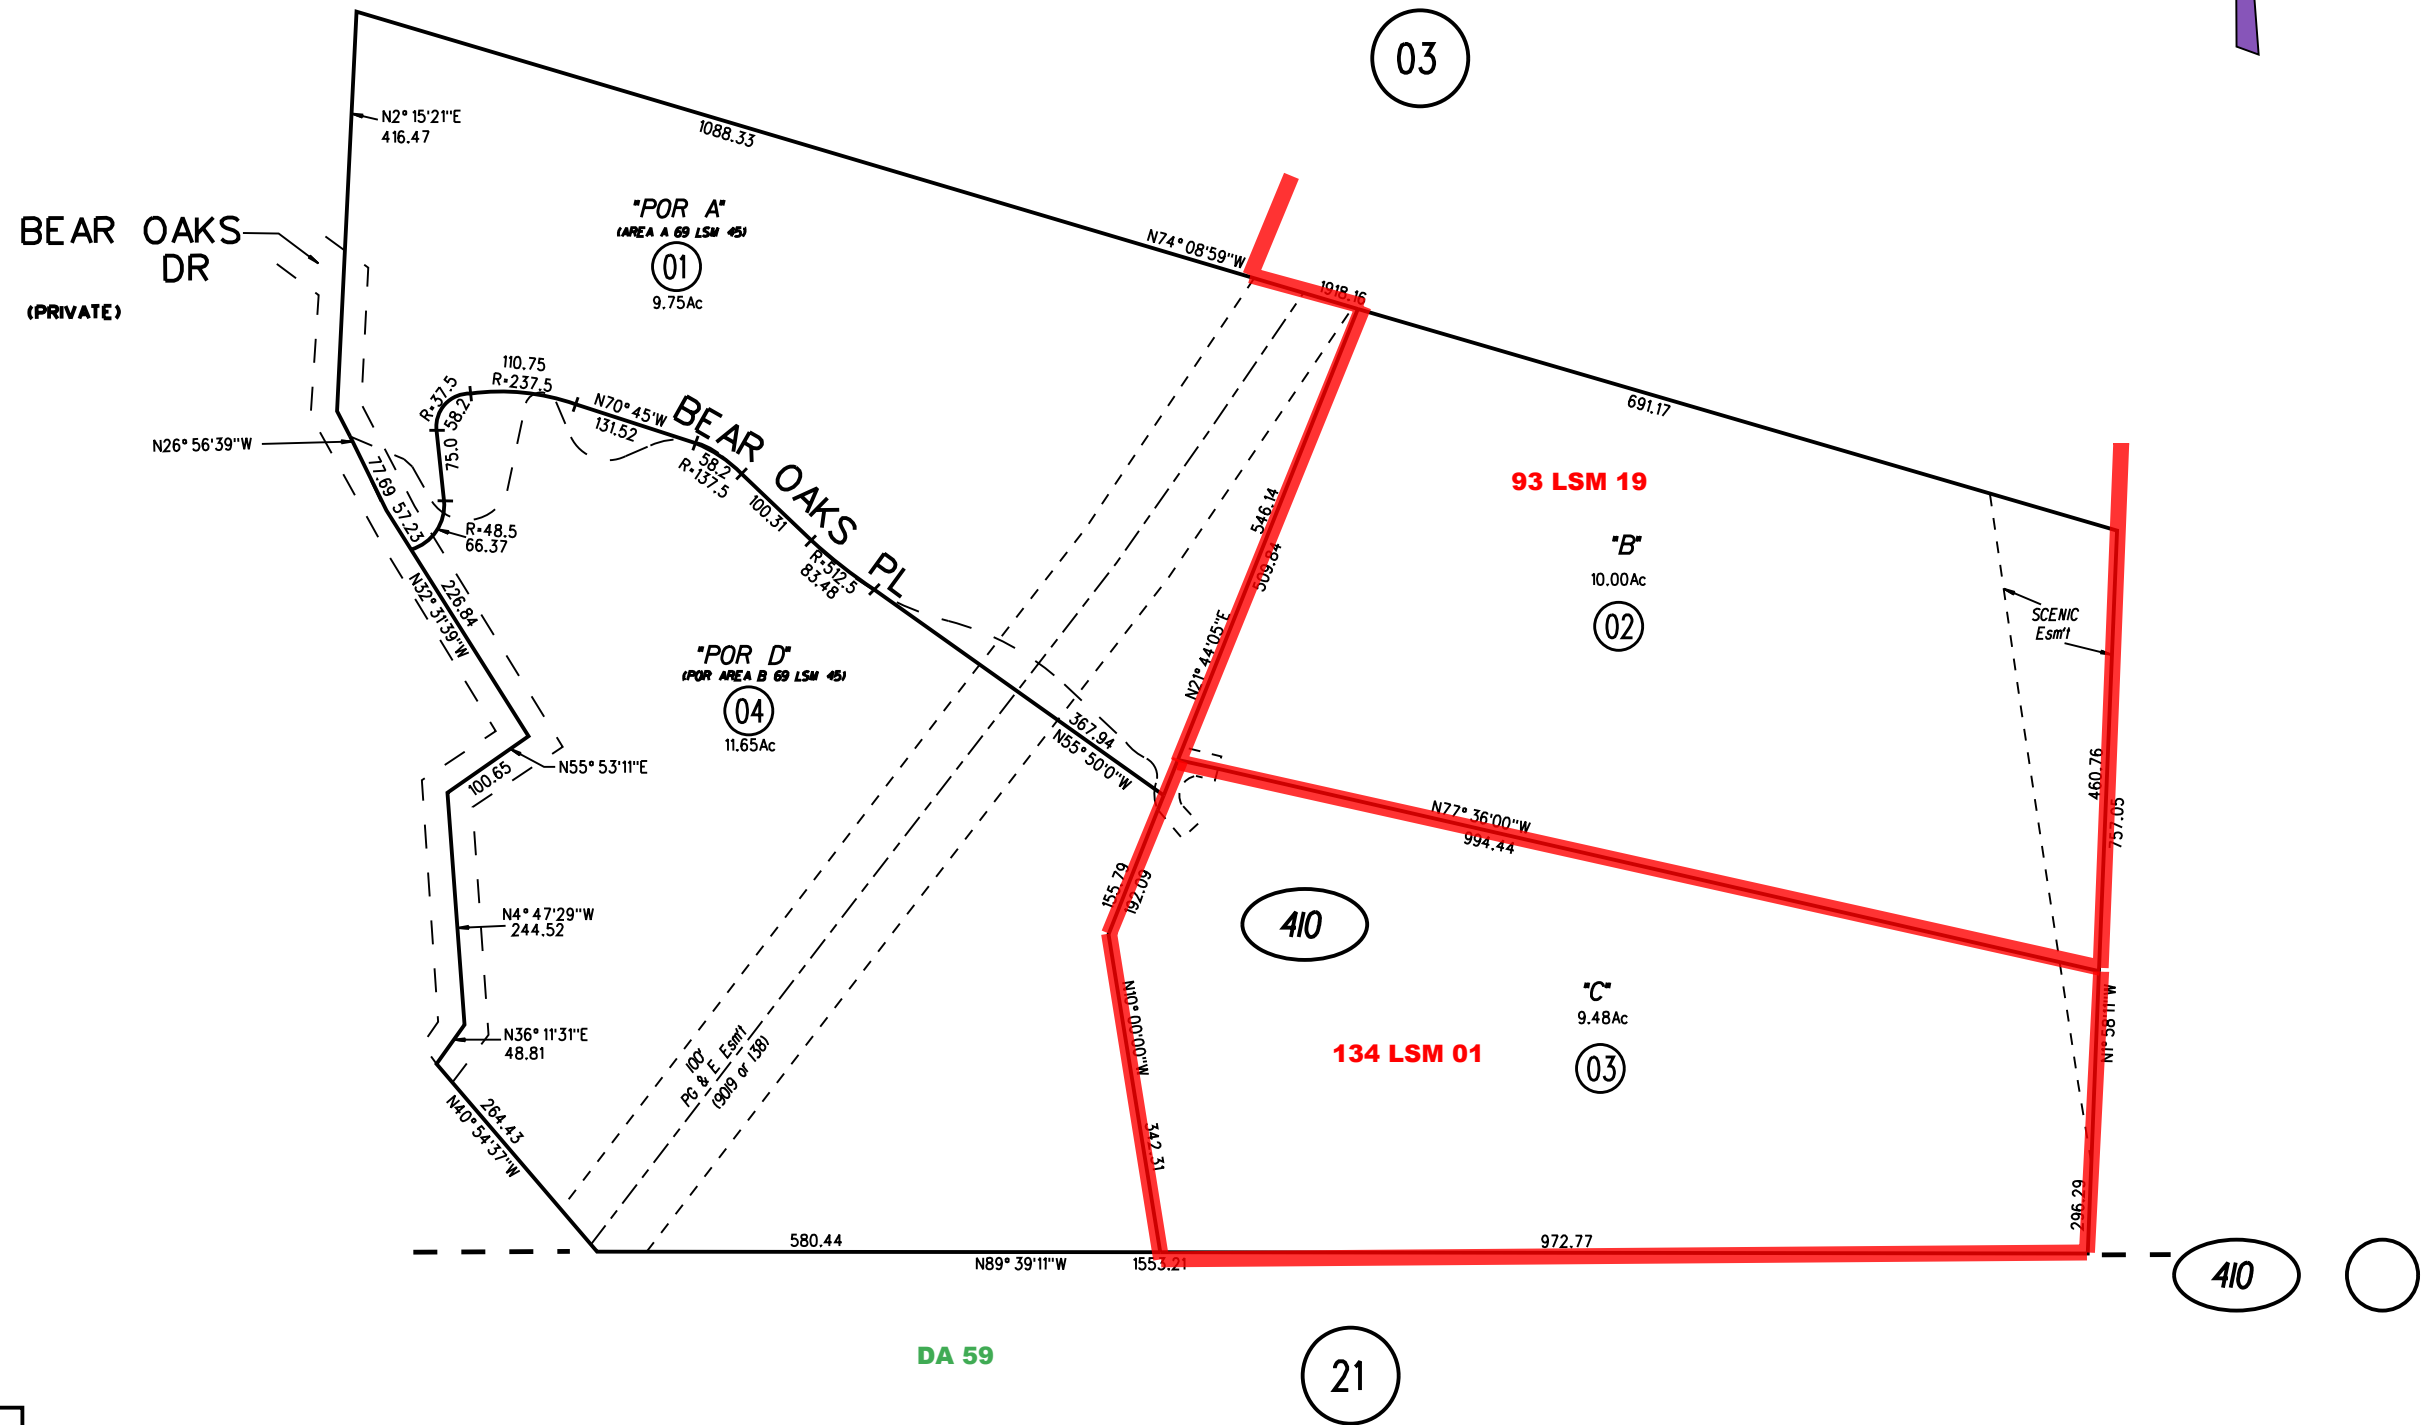 03
N2°15'21"E
416.47
1088.33
"POR A"
(AREA A 69 LSM 45)
01
9.75Ac
BEAR OAKS
DR
(PRIVATE)
N74°08'59"W
1918.16
691.17
110.75
R=237.5
R=37.5
58.2
N70°45'W
131.52
BEAR OAKS PL
N26°56'39"W
75.0
77.69
57.23
R=48.5
66.37
58.2
R=137.5
100.31
R=512.5
83.48
546.14
509.84
N21°44'05"E
93 LSM 19
"B"
10.00Ac
02
SCENIC
Esm't
226.84
N32°31'39"W
"POR D"
(POR AREA B 69 LSM 45)
04
11.65Ac
367.94
N55°50'0"W
N55°53'11"E
100.65
N77°36'00"W
994.44
460.76
757.05
155.79
192.09
410
N4°47'29"W
244.52
"C"
9.48Ac
03
134 LSM 01
N10°00'00"W
342.31
N1°58'11"W
296.29
N36°11'31"E
48.81
100'
PG & E Esm't
(9019 or 138)
264.43
N40°54'37"W
580.44
972.77
N89°39'11"W
1553.21
410
DA 59
21